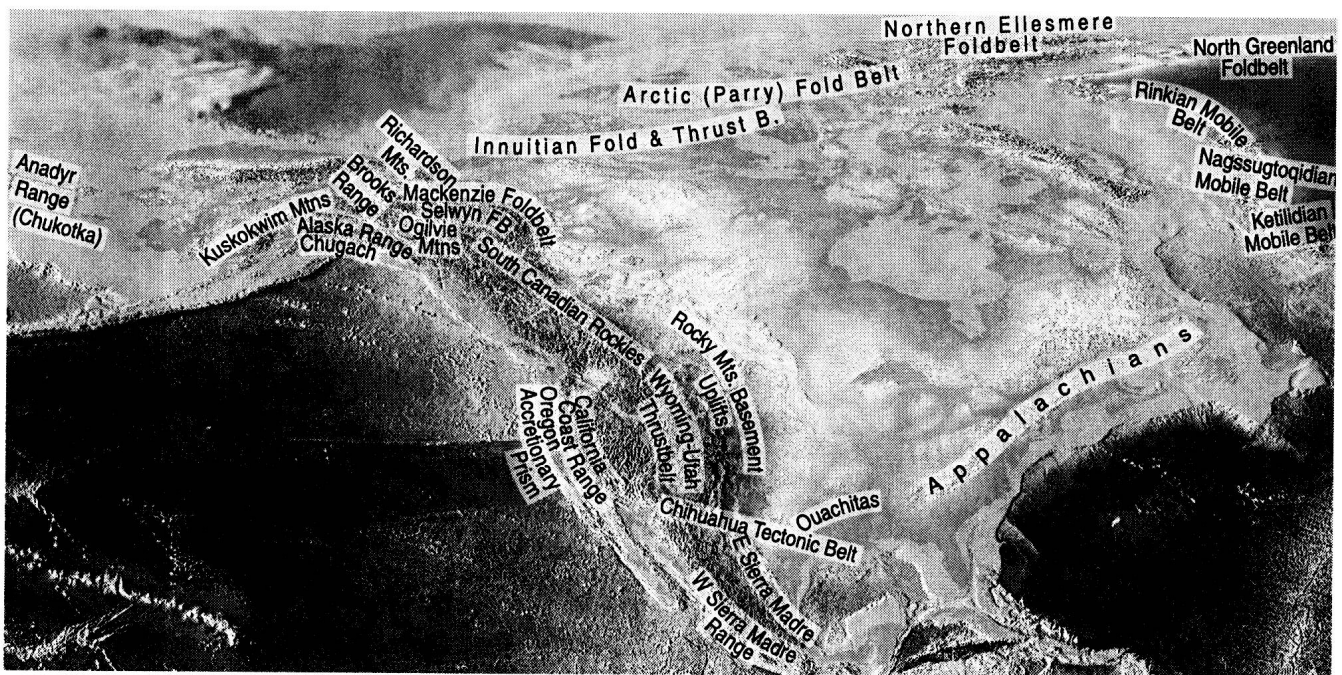 Northern Ellesmere
Foldbelt
North Greenland
Foldbelt
Arctic (Parry) Fold Belt
Rinkian Mobile
Belt
Innuitian Fold & Thrust B.
Richardson
Mts.
Anadyr
Range
(Chukotka)
Brooks
Range
Mackenzie Foldbelt
Selwyn FB
Nagssugtoqidian
Mobile Belt
Kuskokwim Mtns
Ogilvie
Mtns
Ketilidian
Mobile Belt
Alaska Range
Chugach
South Canadian Rockies
Rocky Mts. Basement
Uplifts
Appalachians
Wyoming-Utah
Thrustbelt
California
Coast Range
Oregon
Accretionary
Prism
Ouachitas
Chihuahua Tectonic Belt
E Sierra Madre
W Sierra Madre
Range